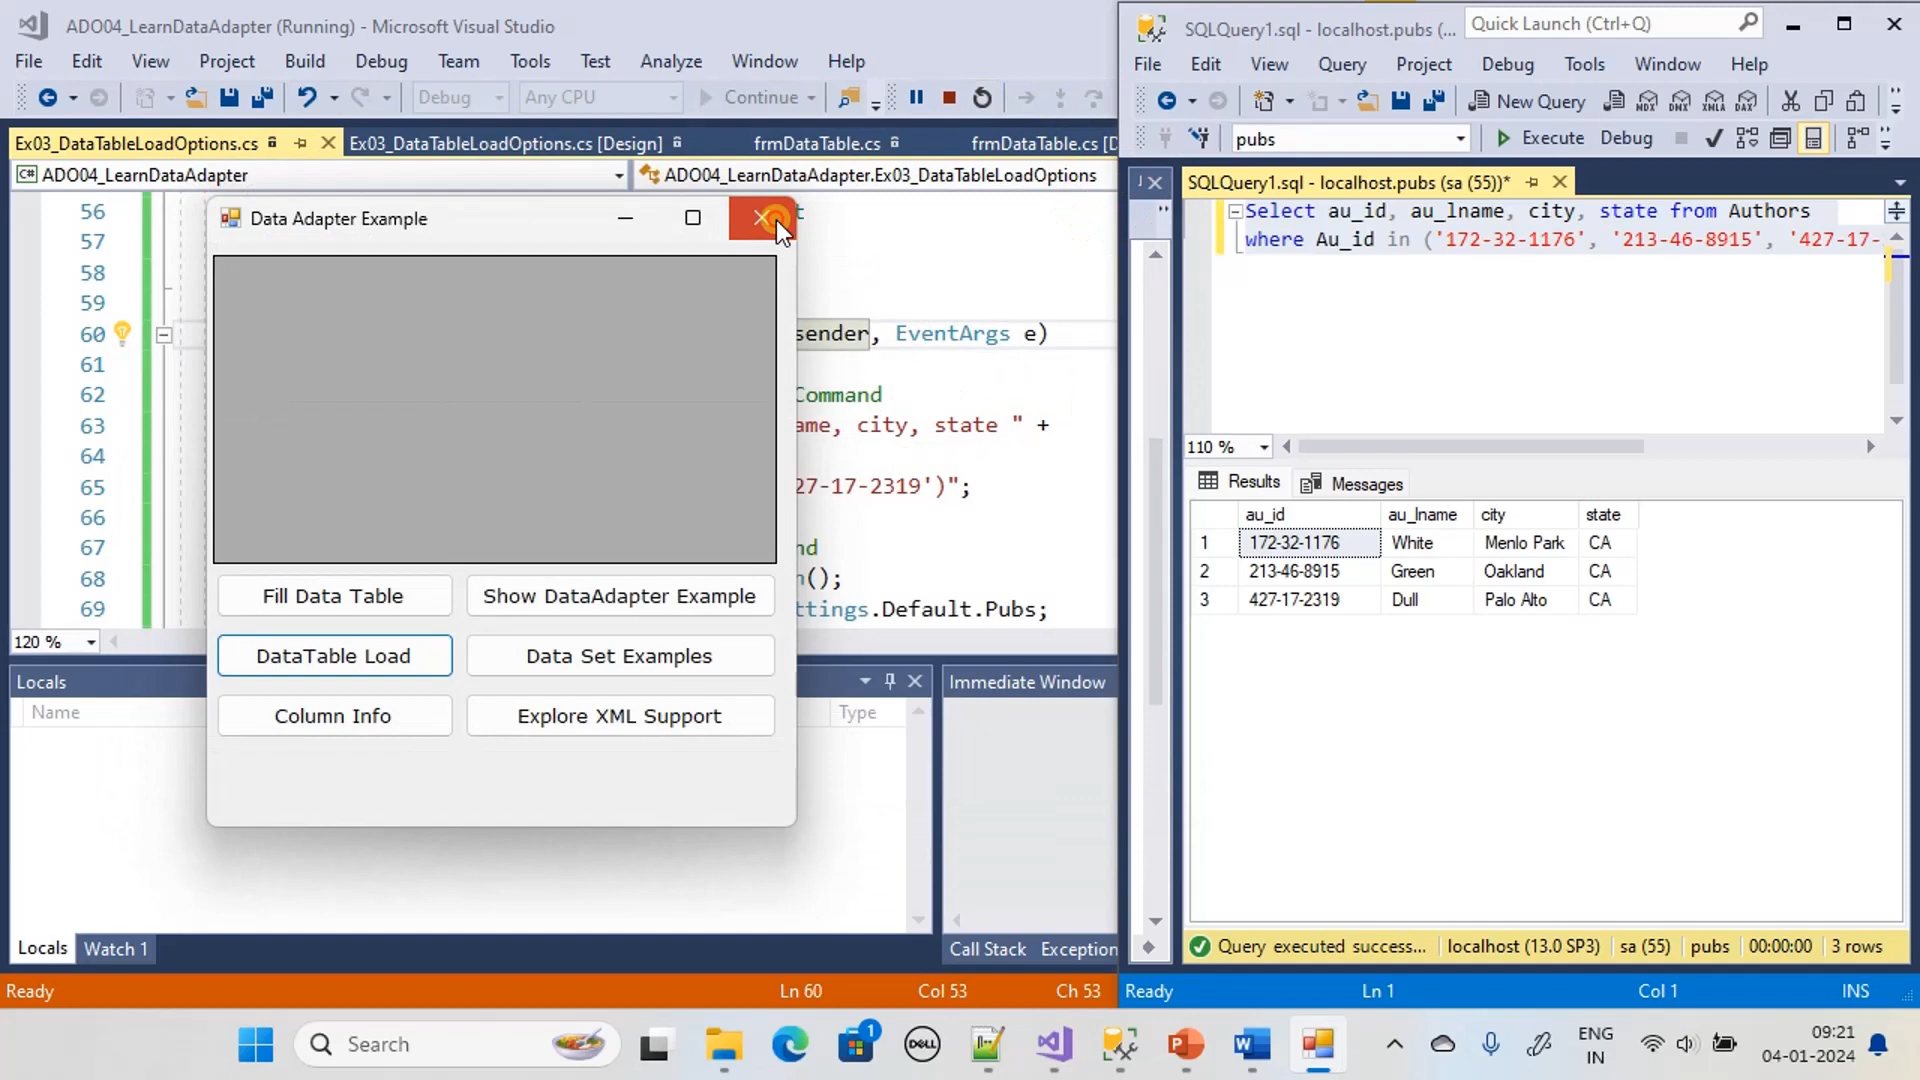 ADO04_LearnDataAdapter (Running) - Microsoft Visual Studio
File Edit View Project Build Debug Team Tools Test Analyze Window Help
Debug Any CPU Continue
Ex03_DataTableLoadOptions.cs Ex03_DataTableLoadOptions.cs [Design] frmDataTable.cs frmDataTable.cs [D
C# ADO04_LearnDataAdapter ADO04_LearnDataAdapter.Ex03_DataTableLoadOptions
56
57
58
59
60 sender, EventArgs e)
61
62 Command
63 ame, city, state " +
64
65 27-17-2319')";
66
67 nd
68 n();
69 ttings.Default.Pubs;
120 %
Data Adapter Example
Fill Data Table Show DataAdapter Example
DataTable Load Data Set Examples
Column Info Explore XML Support
Locals
Name Type
Locals Watch 1
Immediate Window
Call Stack Exception
Ready Ln 60 Col 53 Ch 53
SQLQuery1.sql - localhost.pubs (... Quick Launch (Ctrl+Q)
File Edit View Query Project Debug Tools Window Help
New Query MDX DMX XMLA DAX
pubs Execute Debug
SQLQuery1.sql - localhost.pubs (sa (55))*
Select au_id, au_lname, city, state from Authors
where Au_id in ('172-32-1176', '213-46-8915', '427-17-
110 %
Results Messages
au_id au_lname city state
1 172-32-1176 White Menlo Park CA
2 213-46-8915 Green Oakland CA
3 427-17-2319 Dull Palo Alto CA
Query executed success... localhost (13.0 SP3) sa (55) pubs 00:00:00 3 rows
Ready Ln 1 Col 1 INS
Search
1
DELL
ENG
IN
09:21
04-01-2024